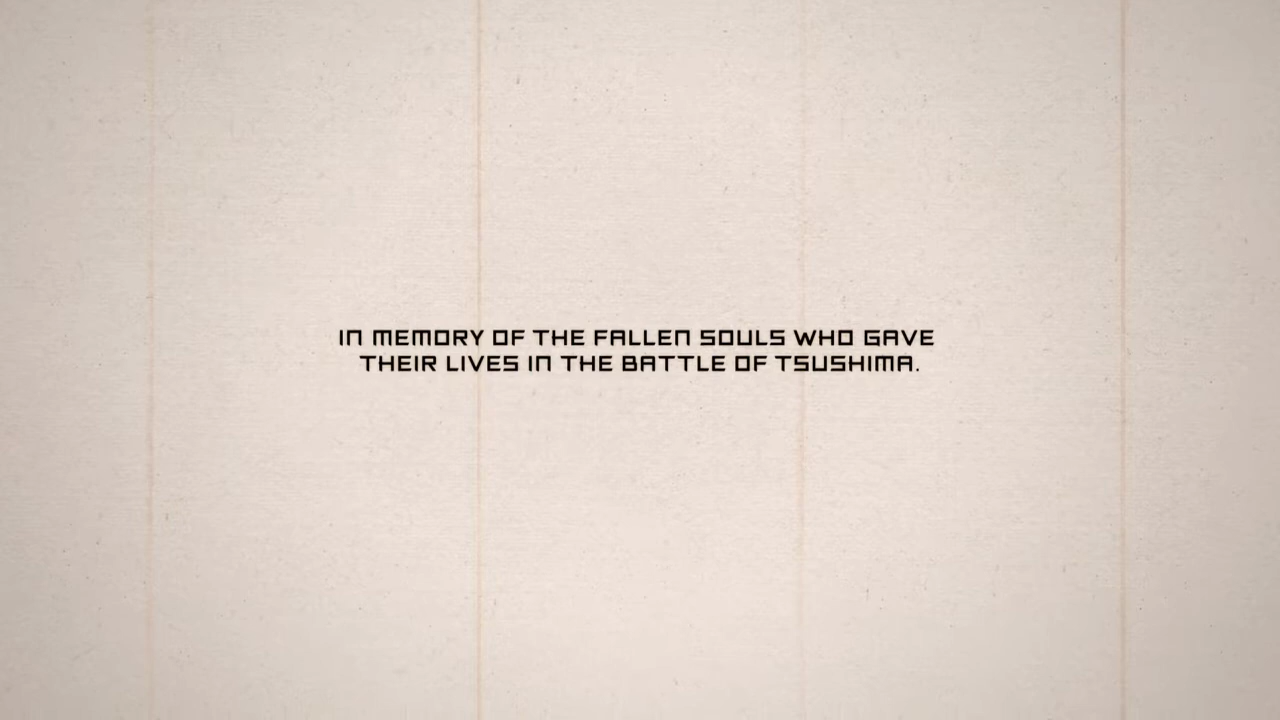 IN MEMORY OF THE FALLEN SOULS WHO GAVE
THEIR LIVES IN THE BATTLE OF TSUSHIMA.